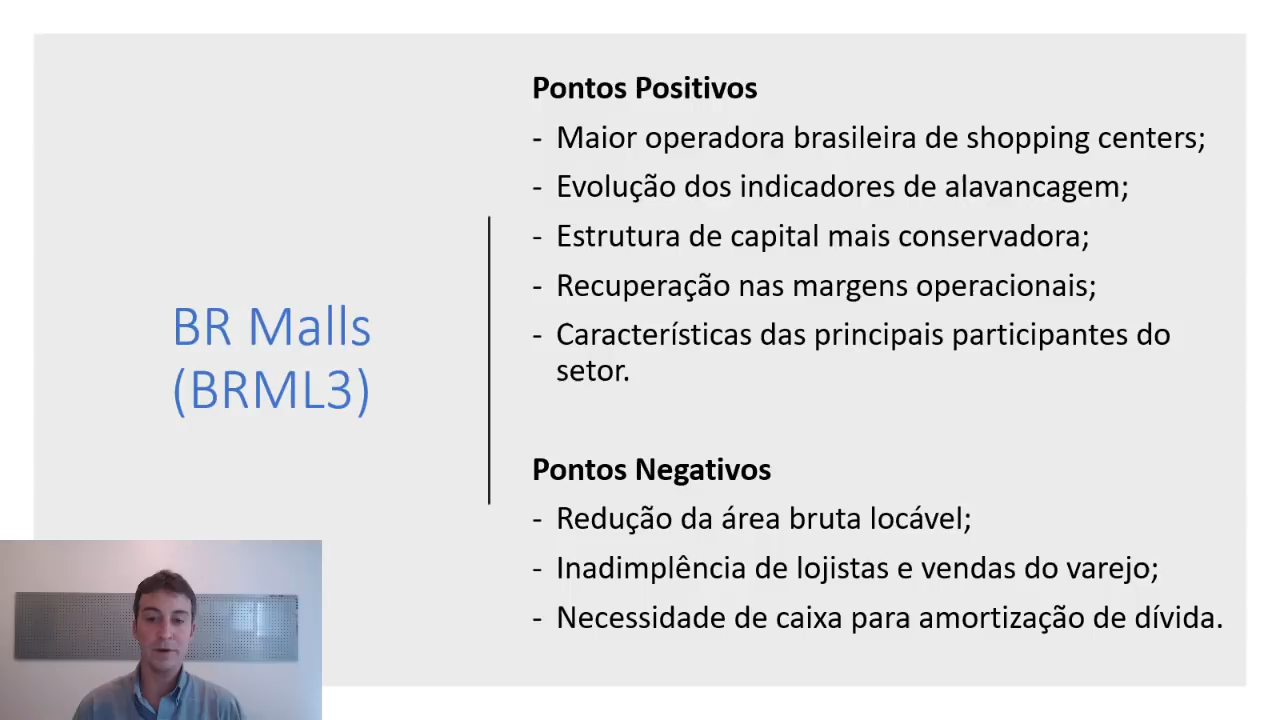 BR Malls
(BRML3)
Pontos Positivos
- Maior operadora brasileira de shopping centers;
- Evolução dos indicadores de alavancagem;
- Estrutura de capital mais conservadora;
- Recuperação nas margens operacionais;
- Características das principais participantes do
setor.
Pontos Negativos
- Redução da área bruta locável;
- Inadimplência de lojistas e vendas do varejo;
- Necessidade de caixa para amortização de dívida.